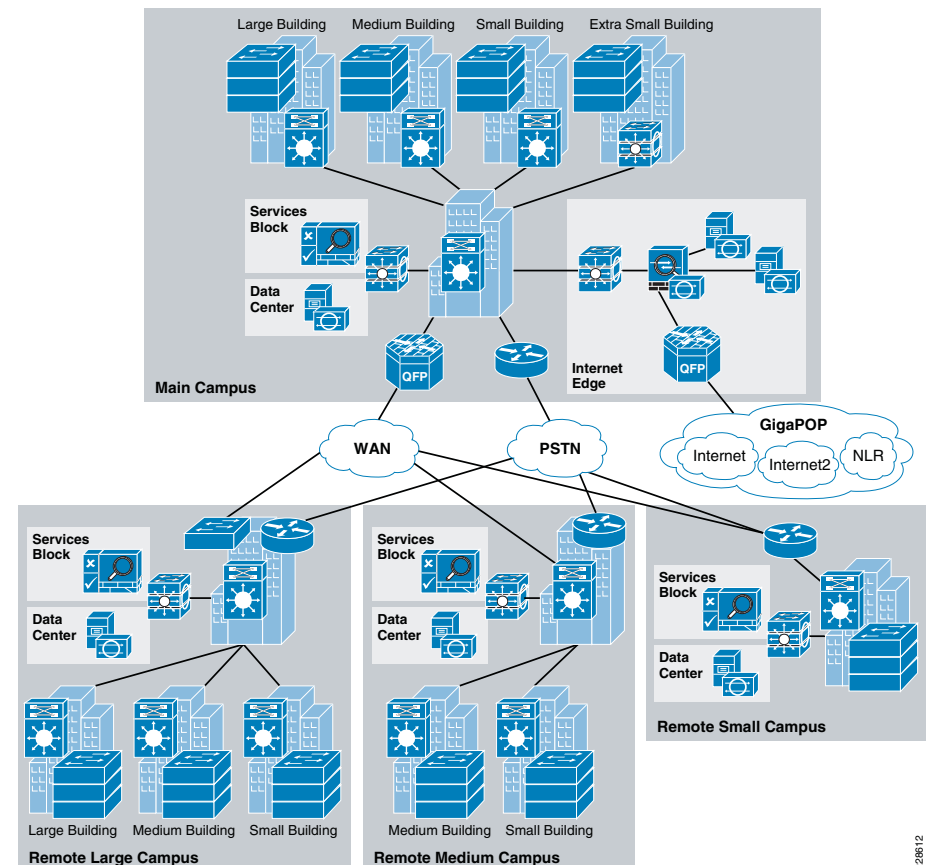 Large Building
Medium Building
Small Building
Extra Small Building
Services
Block
Data
Center
QFP
Main Campus
QFP
Internet
Edge
WAN
PSTN
GigaPOP
Internet
Internet2
NLR
Services
Block
Data
Center
Large Building
Medium Building
Small Building
Remote Large Campus
Services
Block
Data
Center
Medium Building
Small Building
Remote Medium Campus
Services
Block
Data
Center
Remote Small Campus
28612